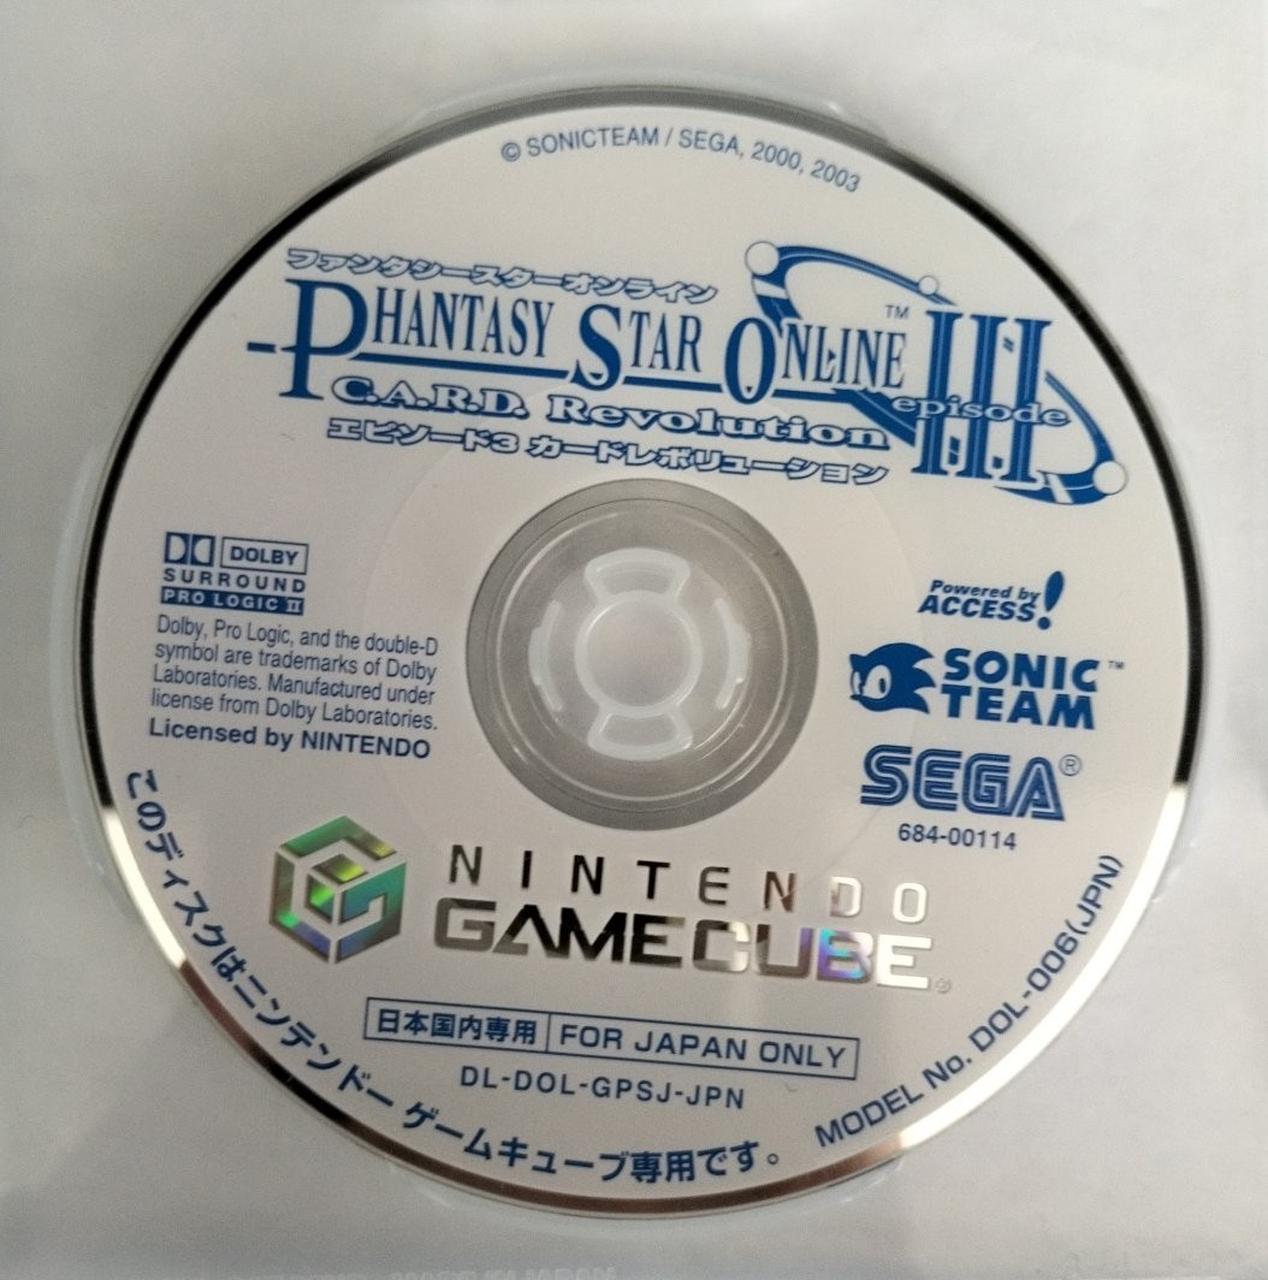 © SONICTEAM / SEGA, 2000, 2003
ファンタシースターオンライン
PHANTASY STAR ONLINE™
episode III
C.A.R.D. Revolution
エピソード3 カードレボリューション
DOLBY
SURROUND
PRO LOGIC II
Dolby, Pro Logic, and the double-D
symbol are trademarks of Dolby
Laboratories. Manufactured under
license from Dolby Laboratories.
Licensed by NINTENDO
Powered by
ACCESS!
SONIC
TEAM™
SEGA®
684-00114
NINTENDO
GAMECUBE®
日本国内専用 FOR JAPAN ONLY
DL-DOL-GPSJ-JPN
このディスクはニンテンドー ゲームキューブ専用です。
MODEL No. DOL-006(JPN)